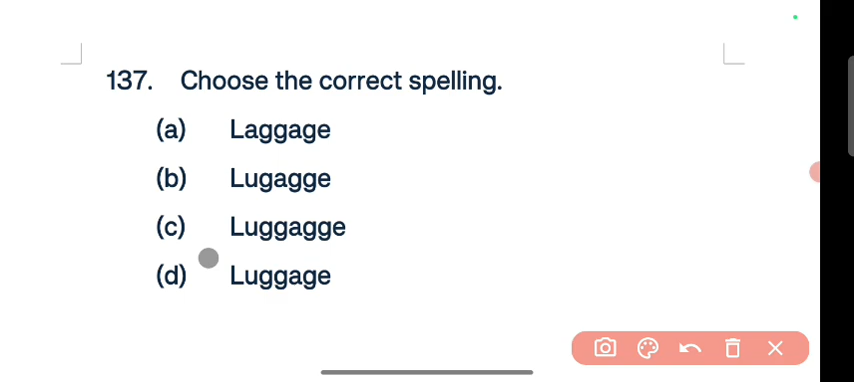 137. Choose the correct spelling.
(a) Laggage
(b) Lugagge
(c) Luggagge
(d) Luggage